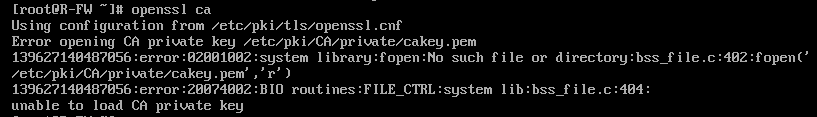 [root@R-FW ~]# openssl ca
Using configuration from /etc/pki/tls/openssl.cnf
Error opening CA private key /etc/pki/CA/private/cakey.pem
139627140487056:error:02001002:system library:fopen:No such file or directory:bss_file.c:402:fopen('
/etc/pki/CA/private/cakey.pem','r')
139627140487056:error:20074002:BIO routines:FILE_CTRL:system lib:bss_file.c:404:
unable to load CA private key